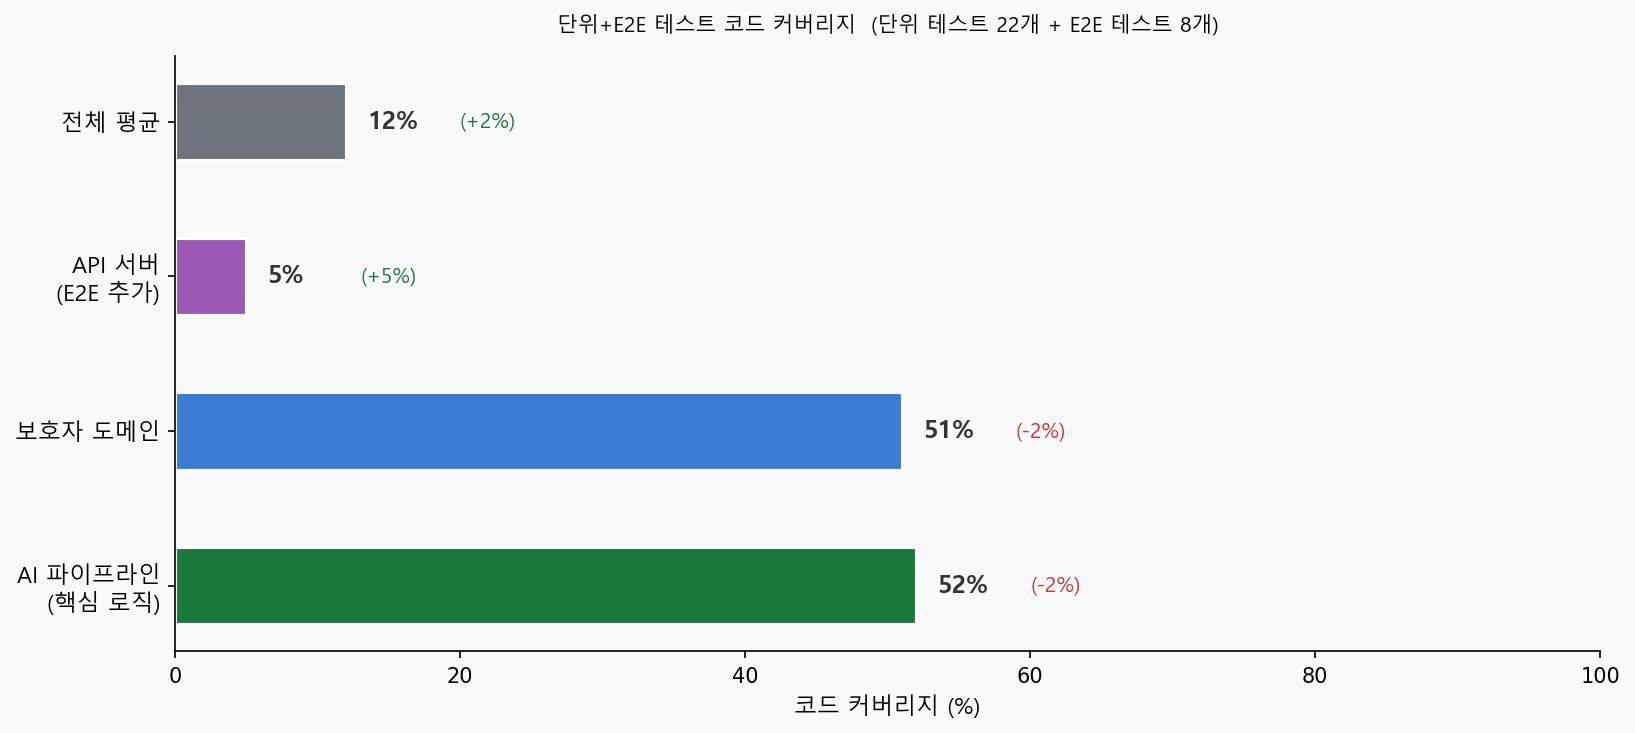 단위+E2E 테스트 코드 커버리지 (단위 테스트 22개 + E2E 테스트 8개)
전체 평균
12% (+2%)
API 서버
(E2E 추가)
5% (+5%)
보호자 도메인
51% (-2%)
AI 파이프라인
(핵심 로직)
52% (-2%)
0 20 40 60 80 100
코드 커버리지 (%)